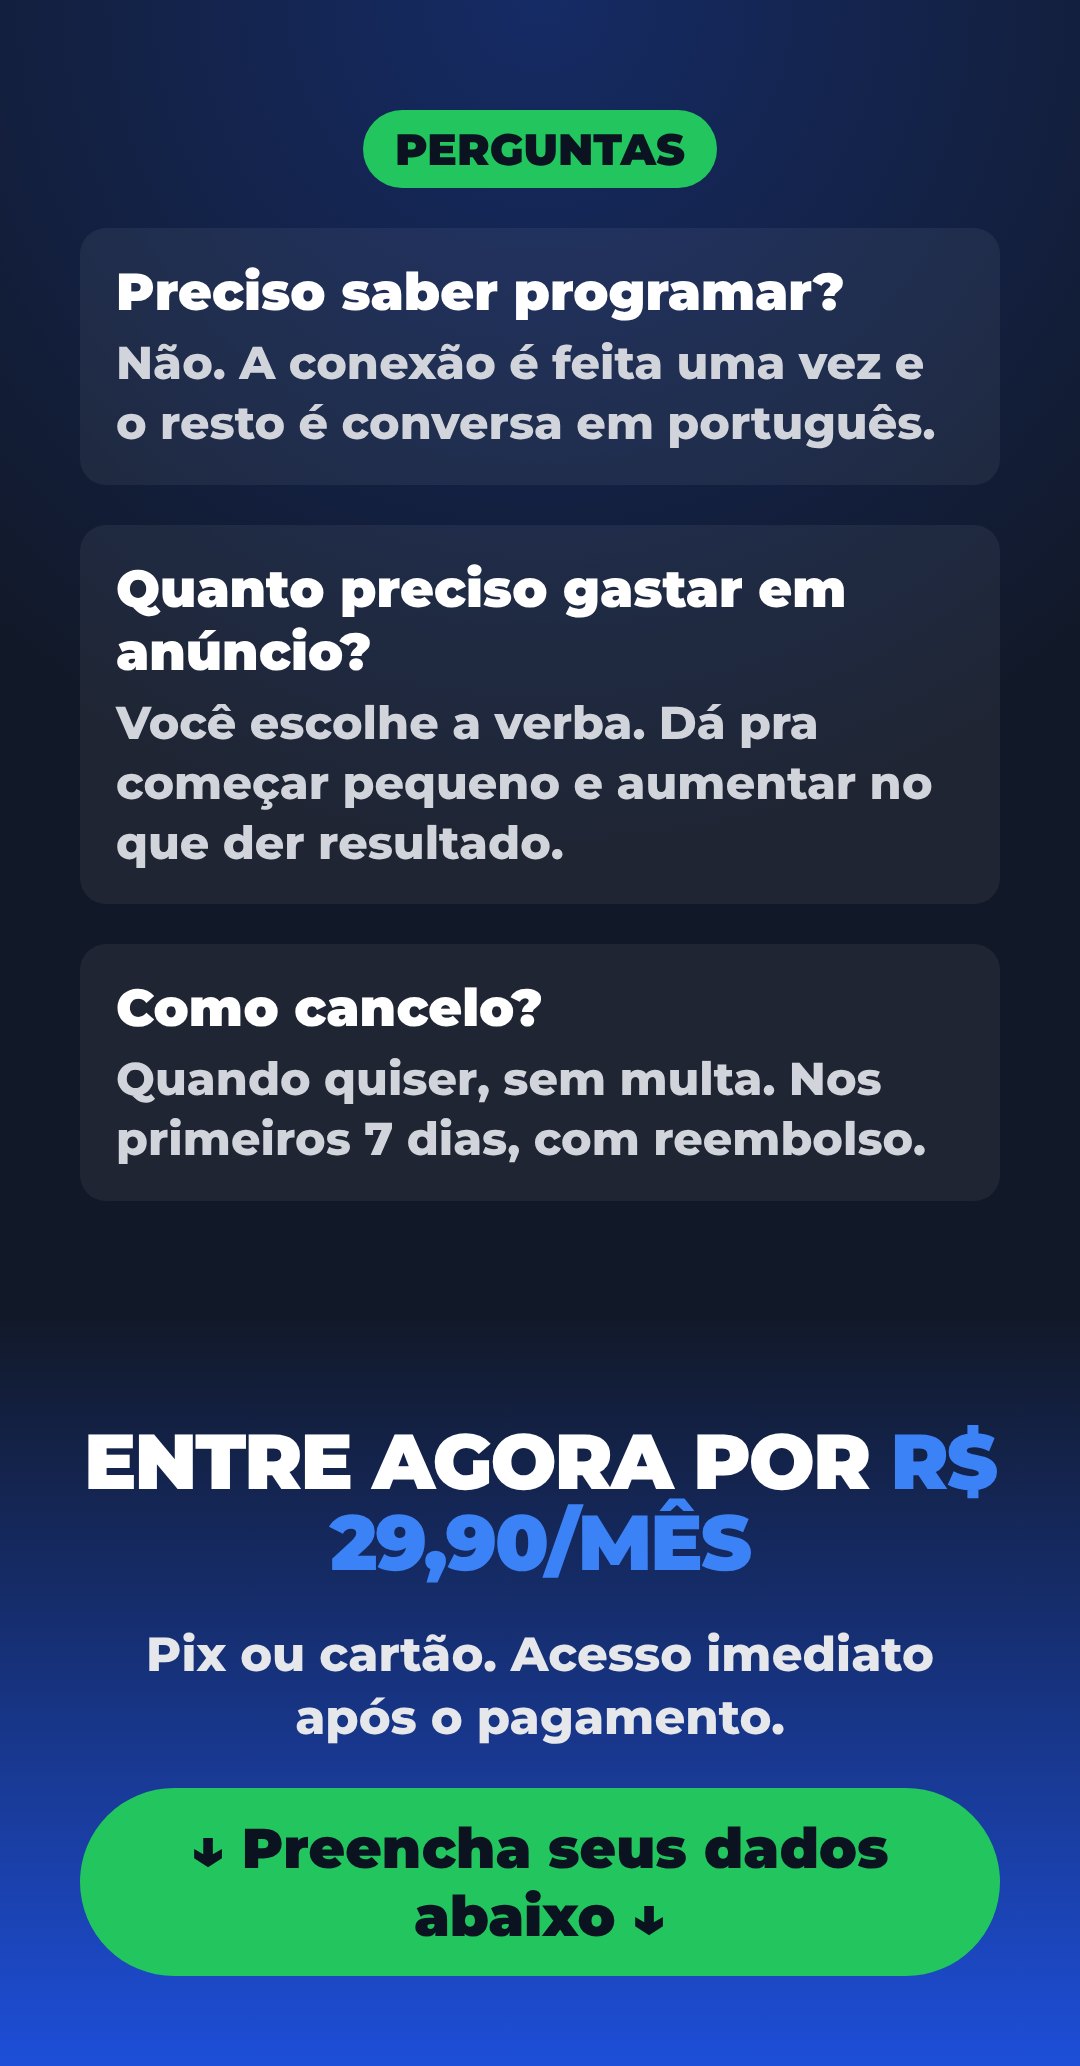 PERGUNTAS
Preciso saber programar?
Não. A conexão é feita uma vez e
o resto é conversa em português.
Quanto preciso gastar em
anúncio?
Você escolhe a verba. Dá pra
começar pequeno e aumentar no
que der resultado.
Como cancelo?
Quando quiser, sem multa. Nos
primeiros 7 dias, com reembolso.
ENTRE AGORA POR R$
29,90/MÊS
Pix ou cartão. Acesso imediato
após o pagamento.
↓ Preencha seus dados
abaixo ↓